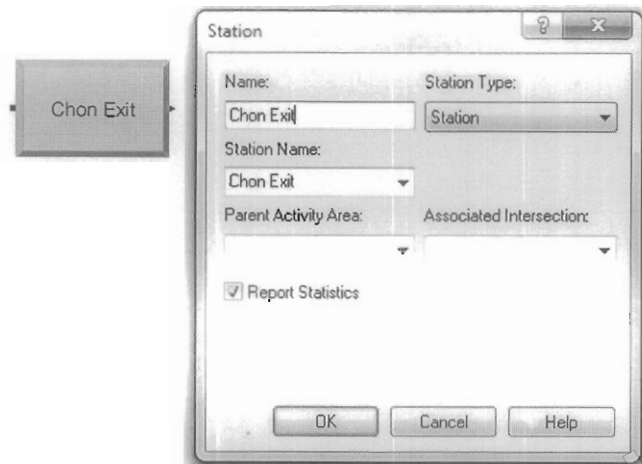 Station
?
x
Chon Exit
Name:
Station Type:
Chon Exit
Station
Station Name:
Chon Exit
Parent Activity Area:
Associated Intersection:
Report Statistics
OK
Cancel
Help